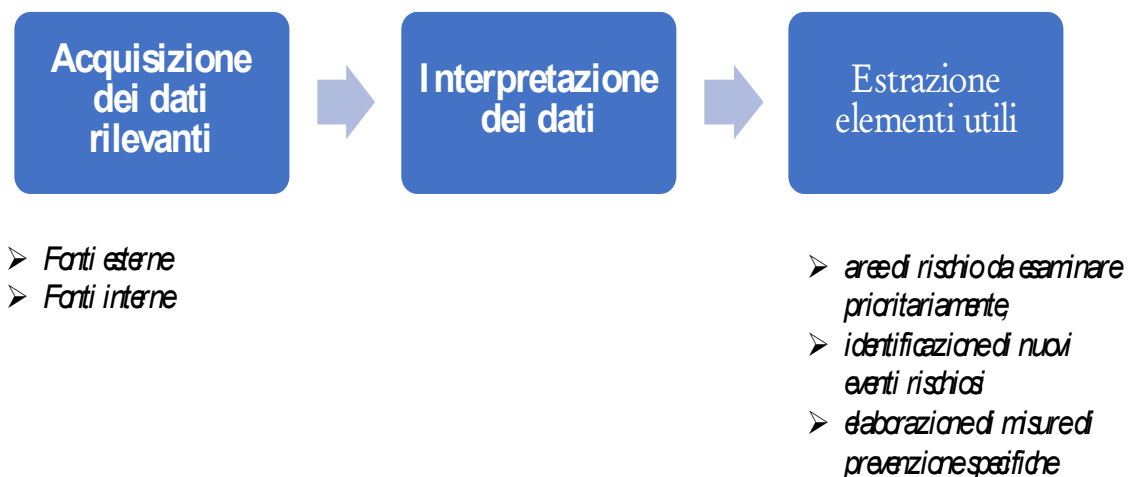 Acquisizione
dei dati
rilevanti
Interpretazione
dei dati
Estrazione
elementi utili
➢ Fonti esterne
➢ Fonti interne
➢ aree di rischio da esaminare
prioritariamente,
➢ identificazione di nuovi
eventi rischiosi
➢ elaborazione di misure di
prevenzione specifiche